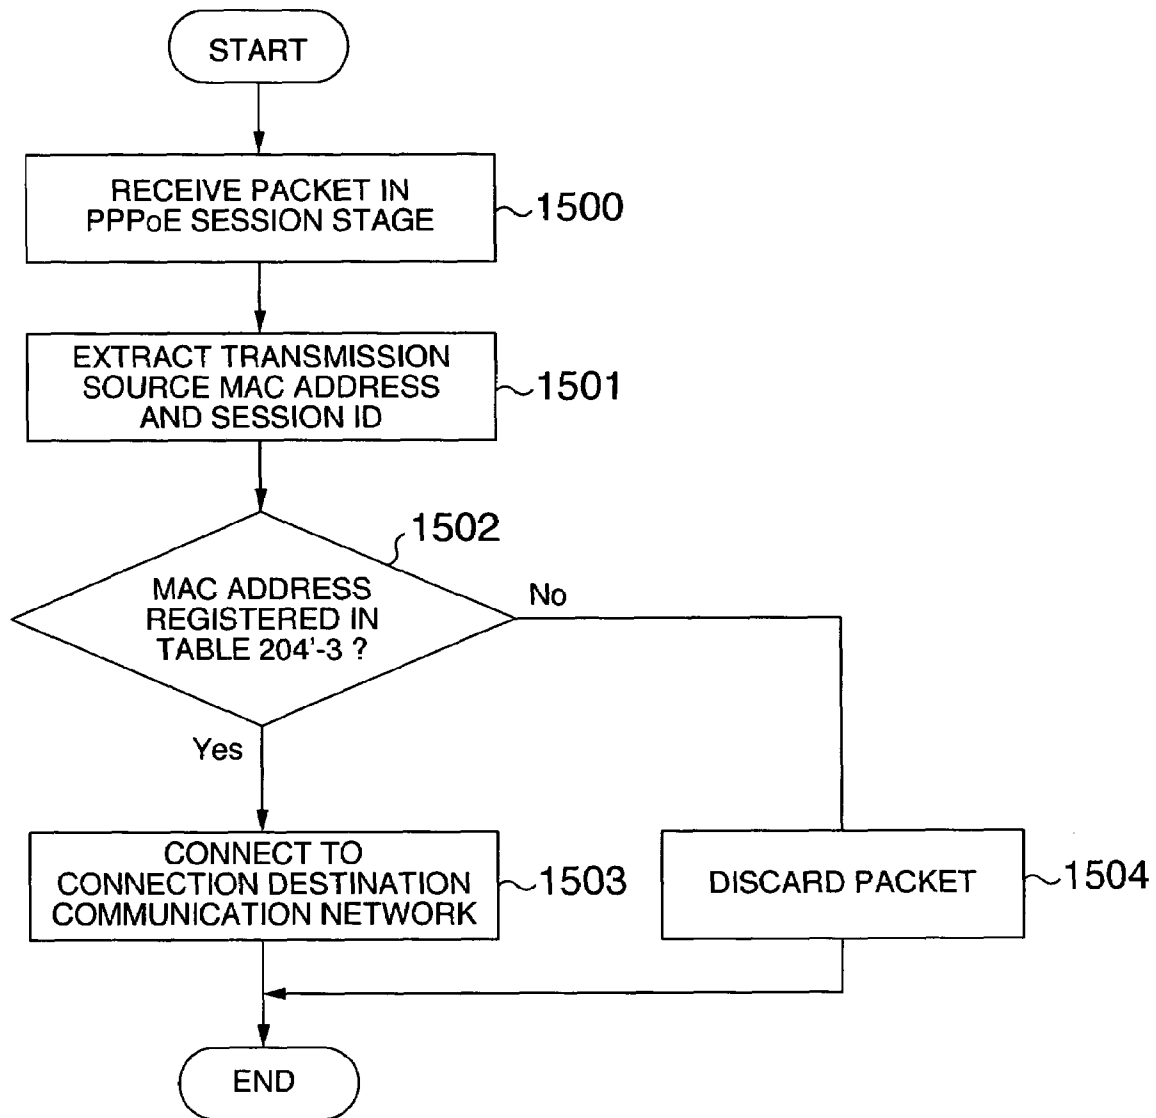 START
RECEIVE PACKET IN
PPPoE SESSION STAGE
1500
EXTRACT TRANSMISSION
SOURCE MAC ADDRESS
AND SESSION ID
1501
1502
MAC ADDRESS
REGISTERED IN
TABLE 204'-3 ?
No
Yes
CONNECT TO
CONNECTION DESTINATION
COMMUNICATION NETWORK
1503
DISCARD PACKET
1504
END